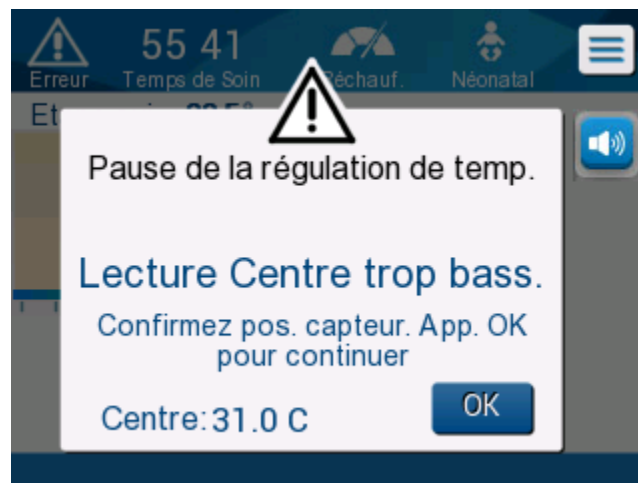 55 41
Erreur Temps de Soin Réchauf. Néonatal
Pause de la régulation de temp.
Lecture Centre trop bass.
Confirmez pos. capteur. App. OK
pour continuer
Centre: 31.0 C
OK